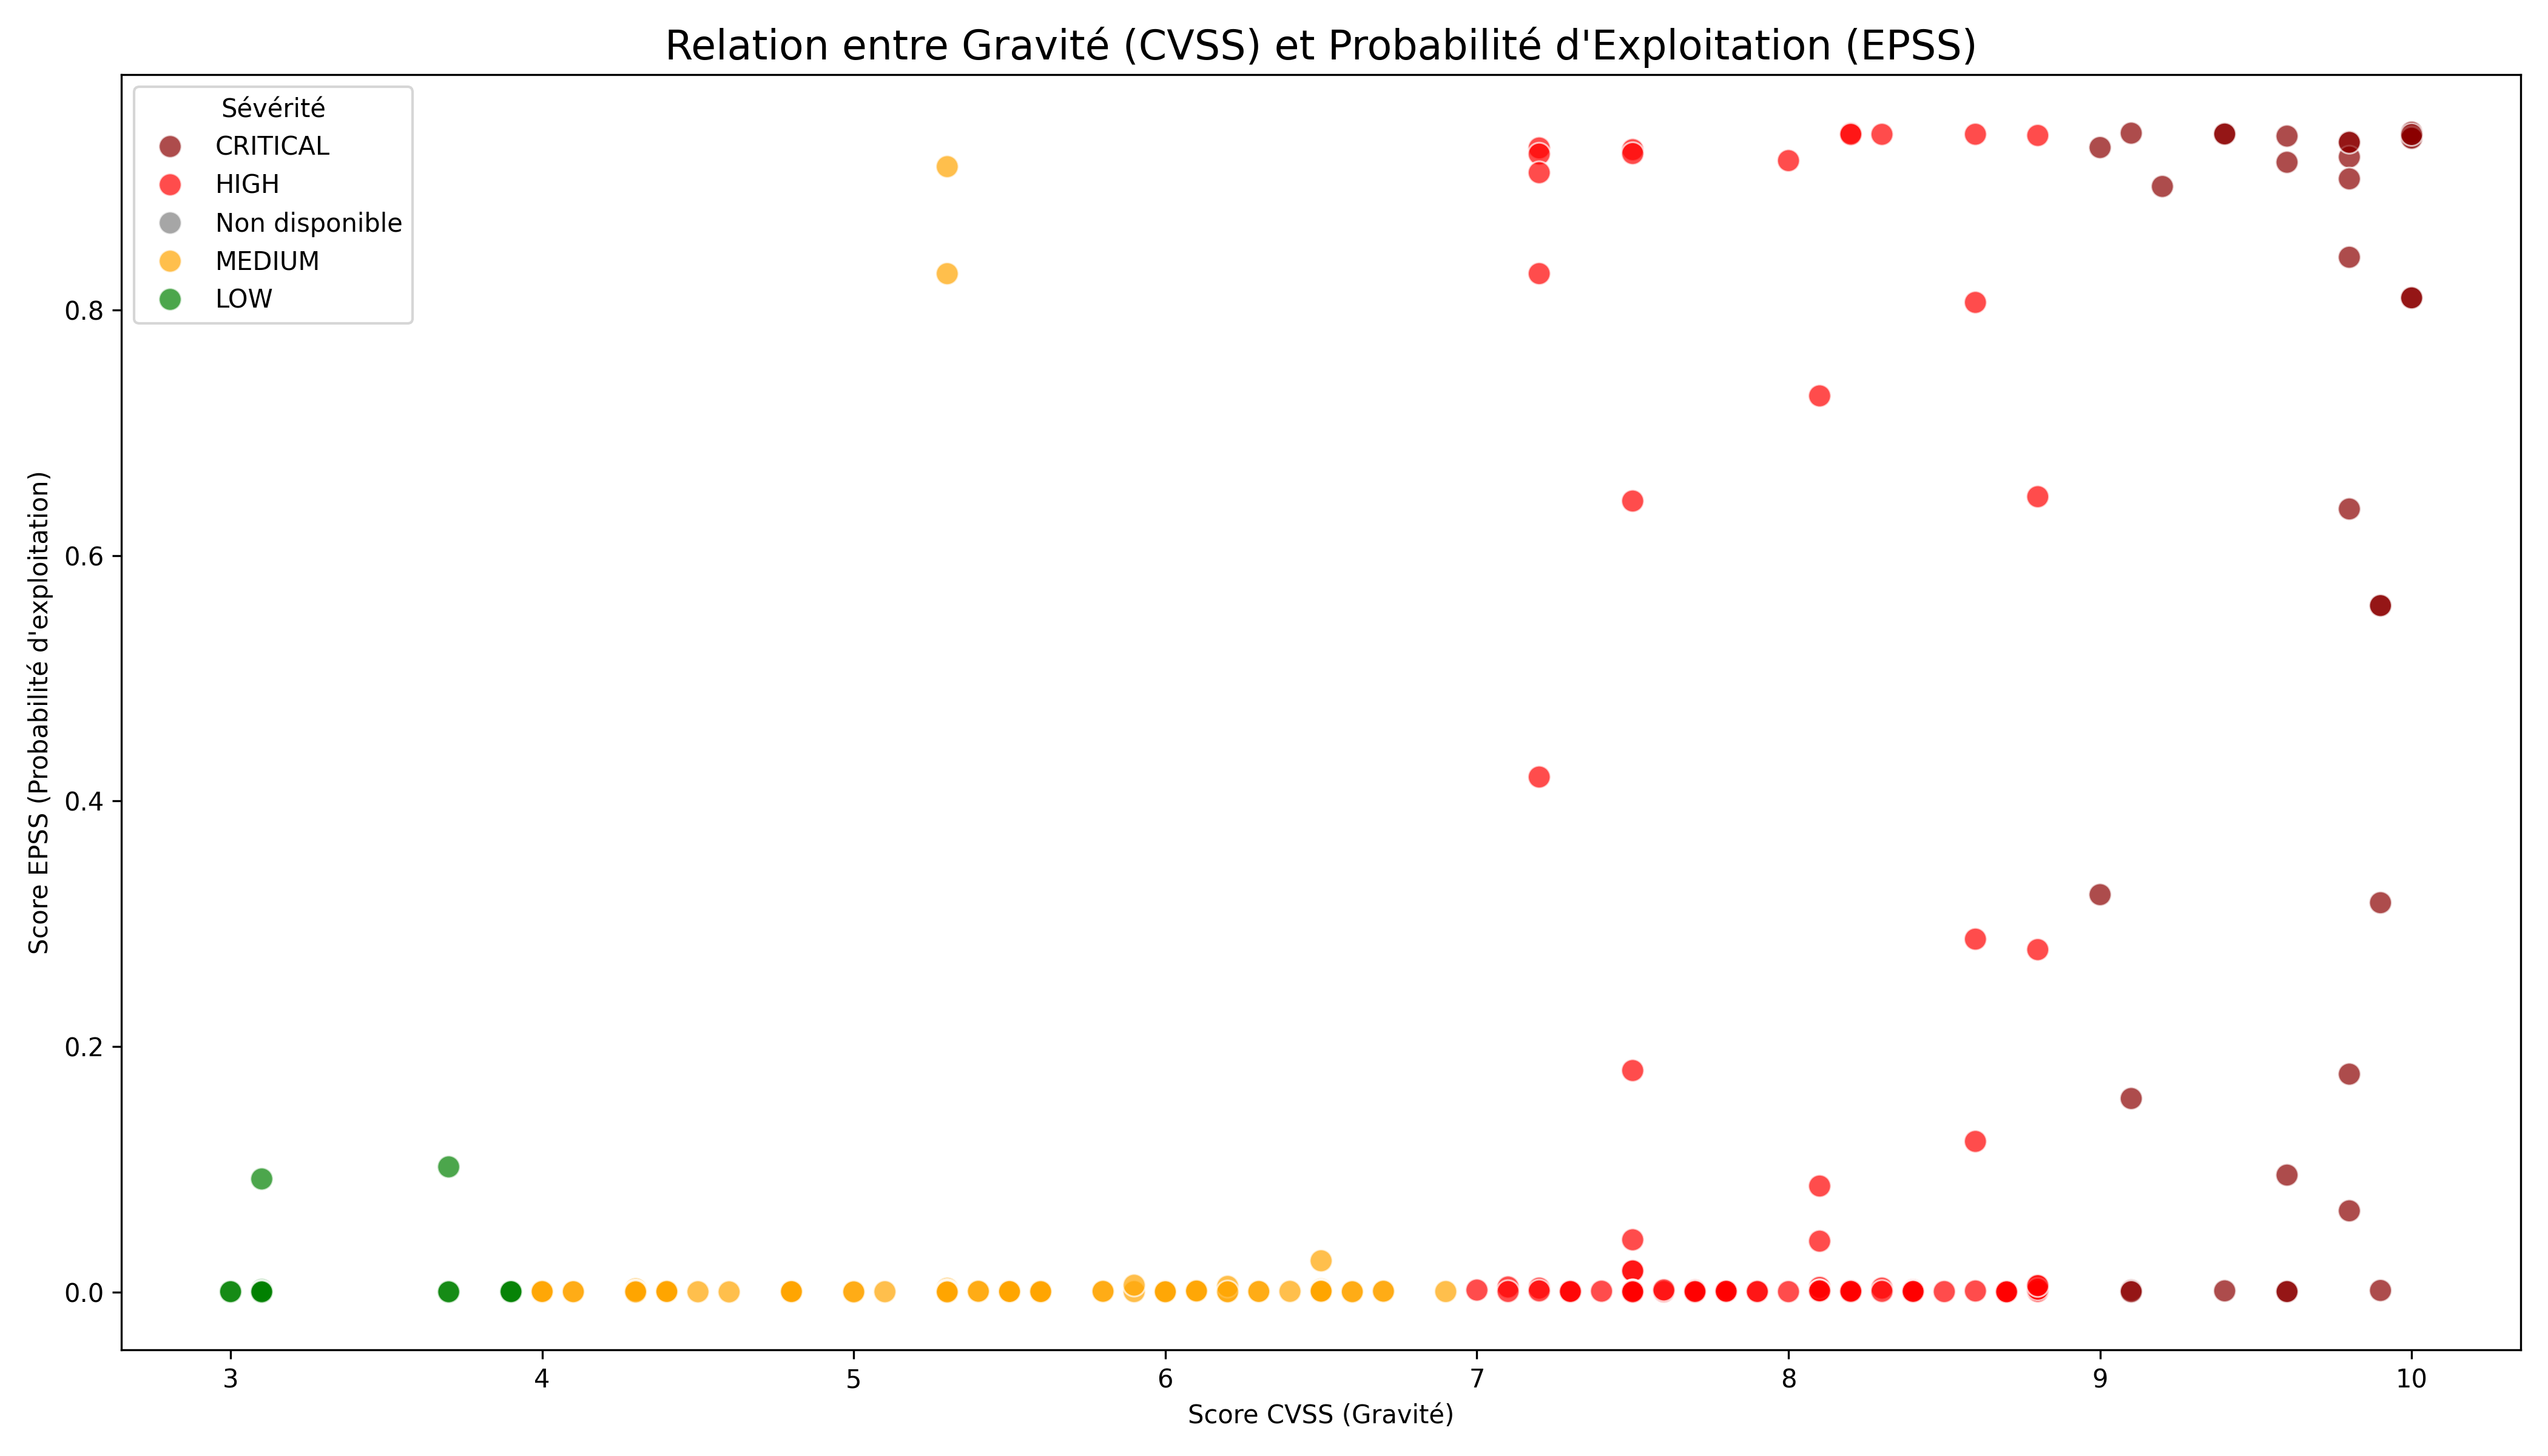 Relation entre Gravité (CVSS) et Probabilité d'Exploitation (EPSS)
Sévérité
CRITICAL
HIGH
Non disponible
MEDIUM
LOW
Score EPSS (Probabilité d'exploitation)
0.8
0.6
0.4
0.2
0.0
3 4 5 6 7 8 9 10
Score CVSS (Gravité)